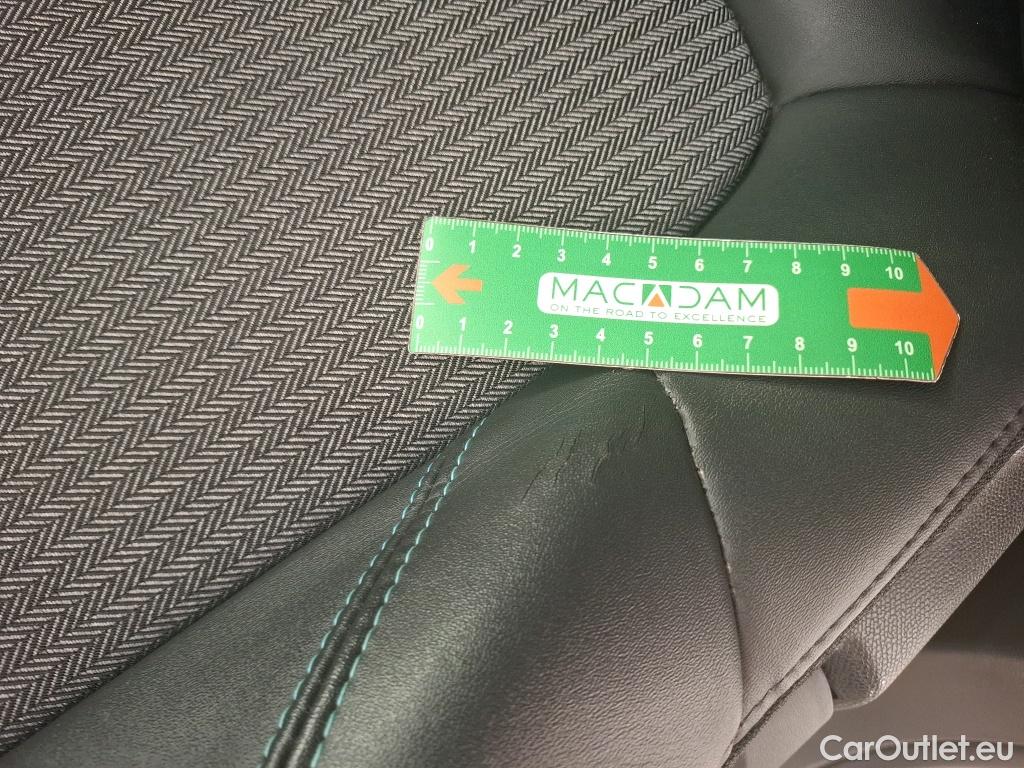 0 1 2 3 4 5 6 7 8 9 10
MACADAM
ON THE ROAD TO EXCELLENCE
0 1 2 3 4 5 6 7 8 9 10
CarOutlet.eu